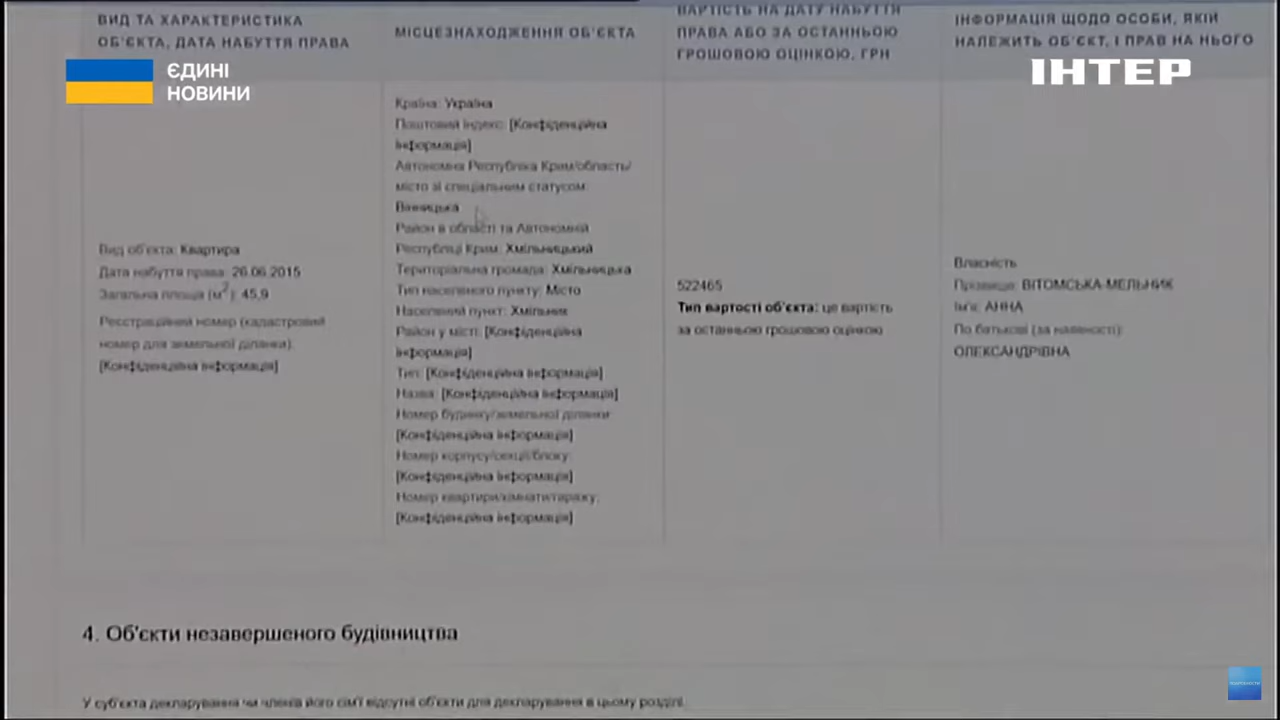 ВИД ТА ХАРАКТЕРИСТИКА
ОБ'ЄКТА, ДАТА НАБУТТЯ ПРАВА
МІСЦЕЗНАХОДЖЕННЯ ОБ'ЄКТА
ВАРТІСТЬ НА ДАТУ НАБУТТЯ
ПРАВА АБО ЗА ОСТАННЬОЮ
ГРОШОВОЮ ОЦІНКОЮ, ГРН
ІНФОРМАЦІЯ ЩОДО ОСОБИ, ЯКІЙ
НАЛЕЖИТЬ ОБ'ЄКТ, І ПРАВ НА НЬОГО
ЄДИНІ
НОВИНИ
ІНТЕР
Вид об'єкта: Квартира
Дата набуття права: 26.06.2015
Загальна площа (м2): 45,9
Реєстраційний номер (кадастровий
номер для земельної ділянки):
[Конфіденційна інформація]
Країна: Україна
Поштовий індекс: [Конфіденційна
інформація]
Автономна Республіка Крим/область/
місто зі спеціальним статусом:
Вінницька
Район в області та Автономній
Республіці Крим: Хмільницький
Територіальна громада: Хмільницька
Тип населеного пункту: Місто
Населений пункт: Хмільник
Район у місті: [Конфіденційна
інформація]
Тип: [Конфіденційна інформація]
Назва: [Конфіденційна інформація]
Номер будинку/земельної ділянки:
[Конфіденційна інформація]
Номер корпусу/секції/блоку:
[Конфіденційна інформація]
Номер квартири/кімнати/гаражу:
[Конфіденційна інформація]
522465
Тип вартості об'єкта: це вартість
за останньою грошовою оцінкою
Власність
Прізвище: ВІТОМСЬКА-МЕЛЬНИК
Ім'я: АННА
По батькові (за наявності):
ОЛЕКСАНДРІВНА
4. Об'єкти незавершеного будівництва
У суб'єкта декларування чи членів його сім'ї відсутні об'єкти для декларування в цьому розділі.